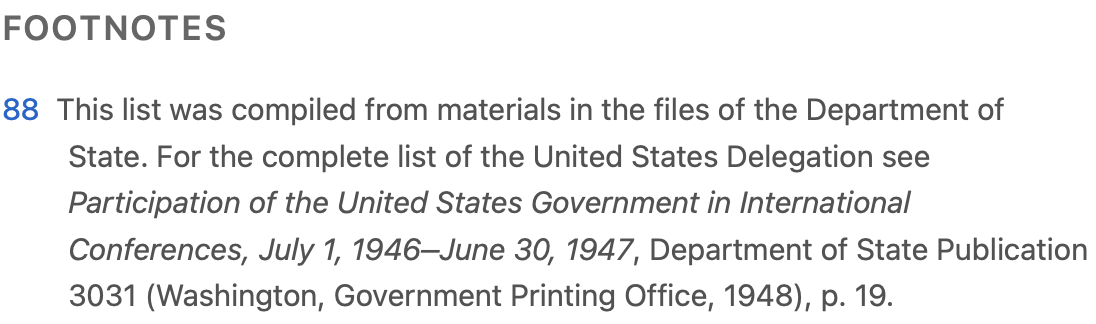 FOOTNOTES
88 This list was compiled from materials in the files of the Department of
State. For the complete list of the United States Delegation see
Participation of the United States Government in International
Conferences, July 1, 1946–June 30, 1947, Department of State Publication
3031 (Washington, Government Printing Office, 1948), p. 19.